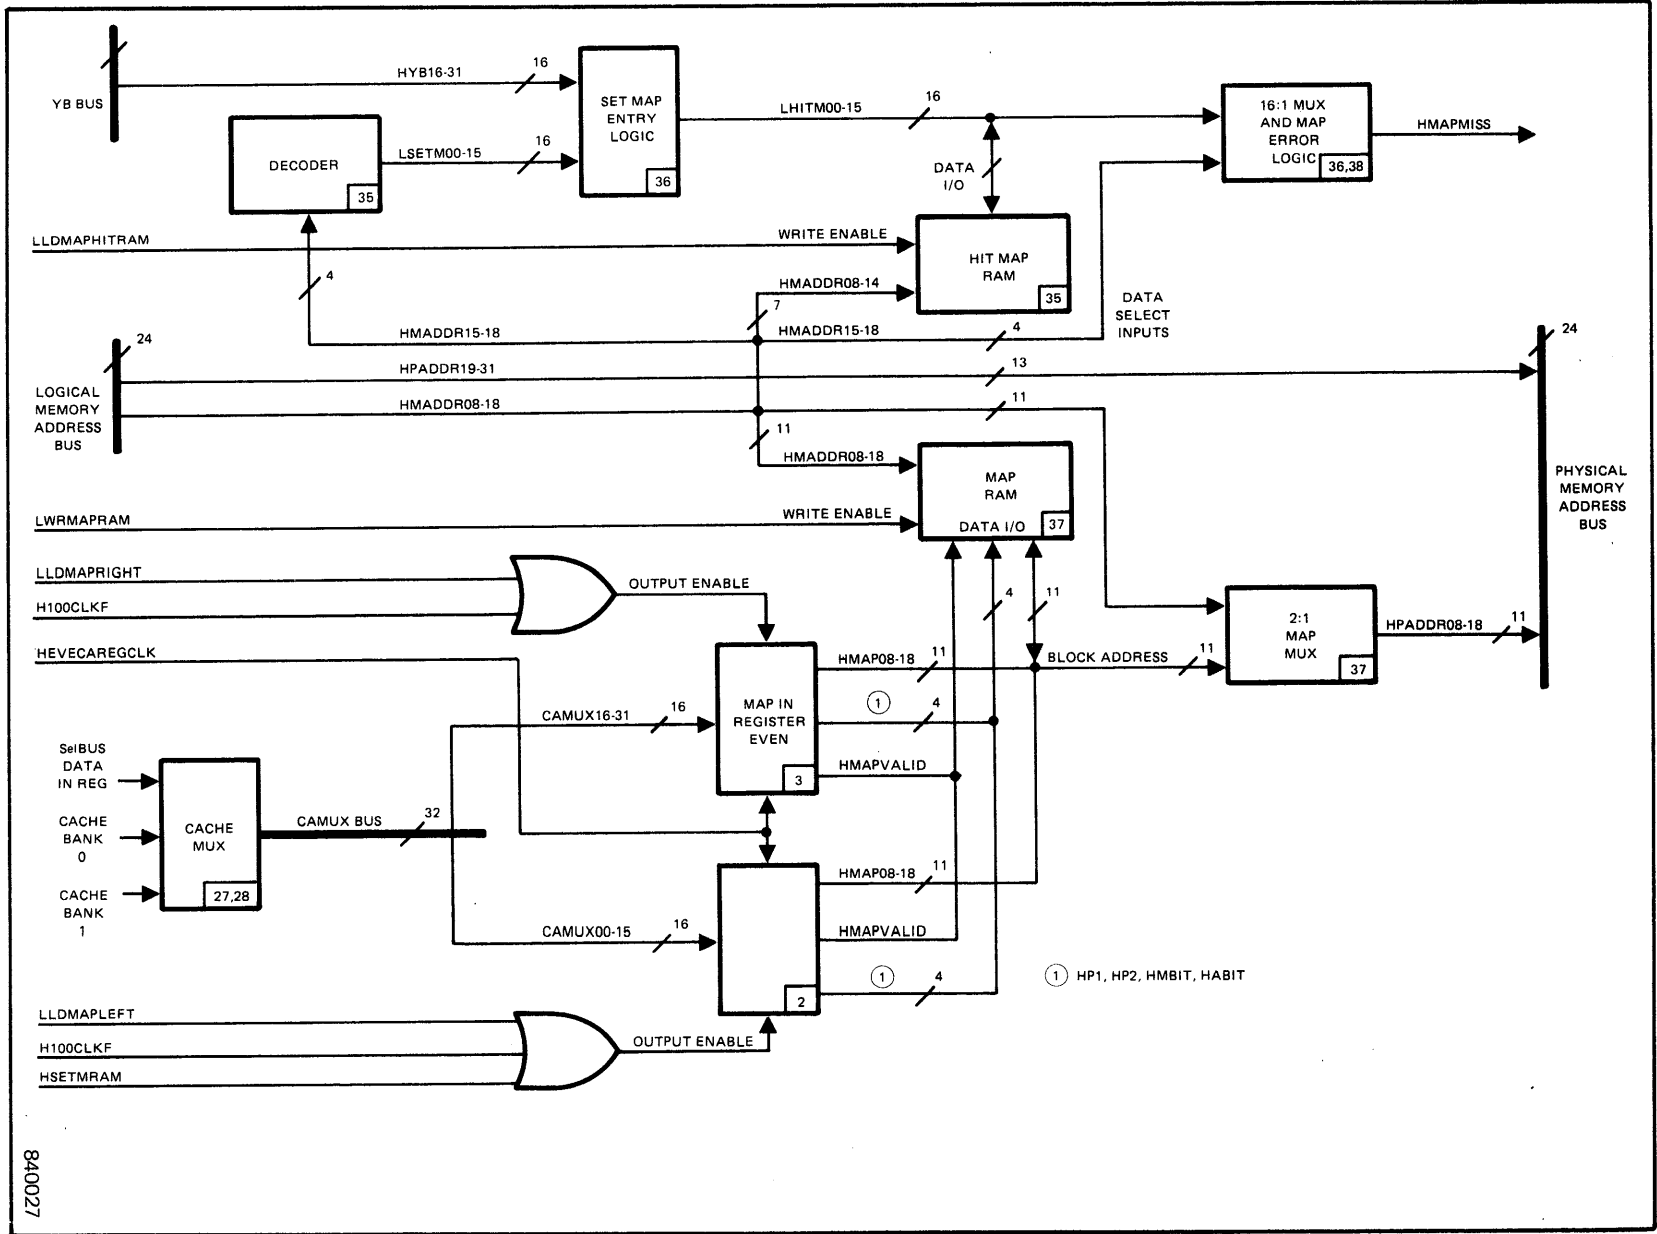 YB BUS
HYB16-31
16
SET MAP
ENTRY
LOGIC
36
DECODER
35
LSETM00-15
16
LHITM00-15
16
16:1 MUX
AND MAP
ERROR
LOGIC
36,38
HMAPMISS
DATA
I/O
LLDMAPHITRAM
WRITE ENABLE
HIT MAP
RAM
35
4
HMADDR08-14
7
DATA
SELECT
INPUTS
HMADDR15-18
HMADDR15-18
4
24
24
HPADDR19-31
13
LOGICAL
MEMORY
ADDRESS
BUS
HMADDR08-18
11
11
HMADDR08-18
MAP
RAM
DATA I/O
37
PHYSICAL
MEMORY
ADDRESS
BUS
LWRMAPRAM
WRITE ENABLE
LLDMAPRIGHT
H100CLKF
OUTPUT ENABLE
4
11
HEVECAREGCLK
HMAP08-18
11
BLOCK ADDRESS
11
2:1
MAP
MUX
37
HPADDR08-18
11
MAP IN
REGISTER
EVEN
3
1
4
CAMUX16-31
16
HMAPVALID
SelBUS
DATA
IN REG
CACHE
BANK
0
CACHE
BANK
1
CACHE
MUX
27,28
CAMUX BUS
32
HMAP08-18
11
CAMUX00-15
16
HMAPVALID
1
4
2
1 HP1, HP2, HMBIT, HABIT
LLDMAPLEFT
H100CLKF
HSETMRAM
OUTPUT ENABLE
840027